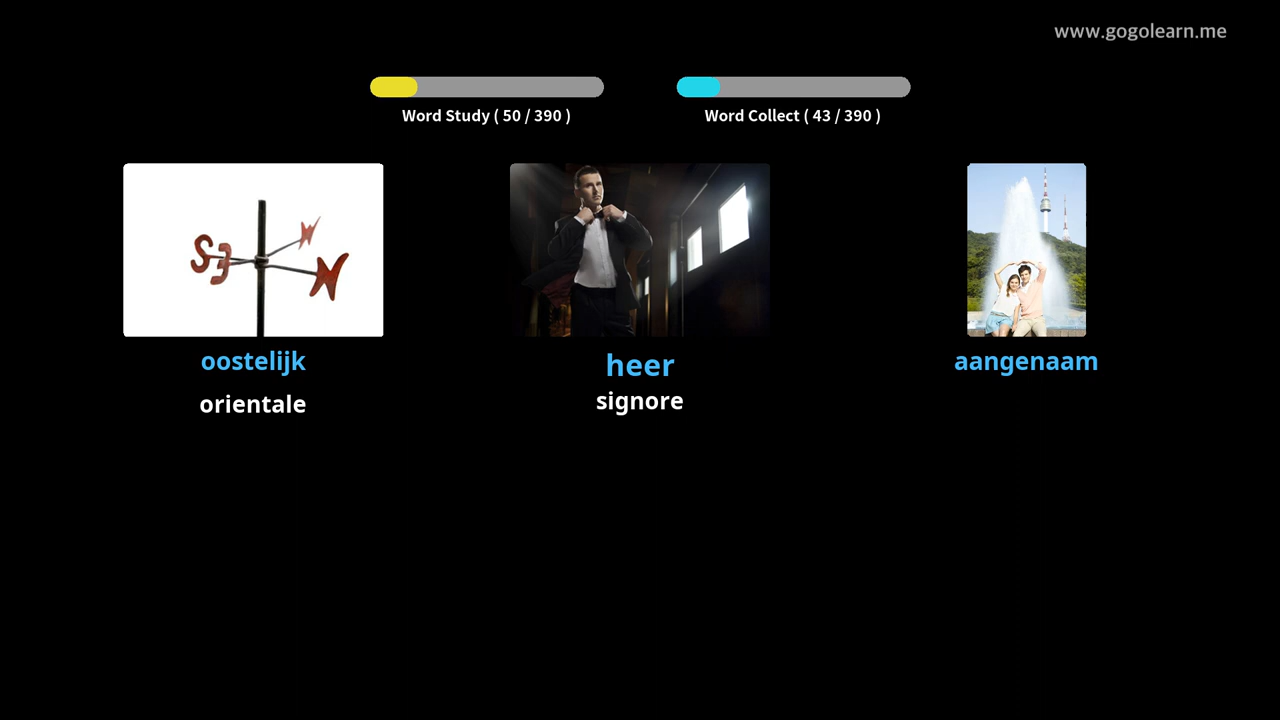 www.gogolearn.me
Word Study ( 50 / 390 )
Word Collect ( 43 / 390 )
S E N W
oostelijk
heer
aangenaam
orientale
signore